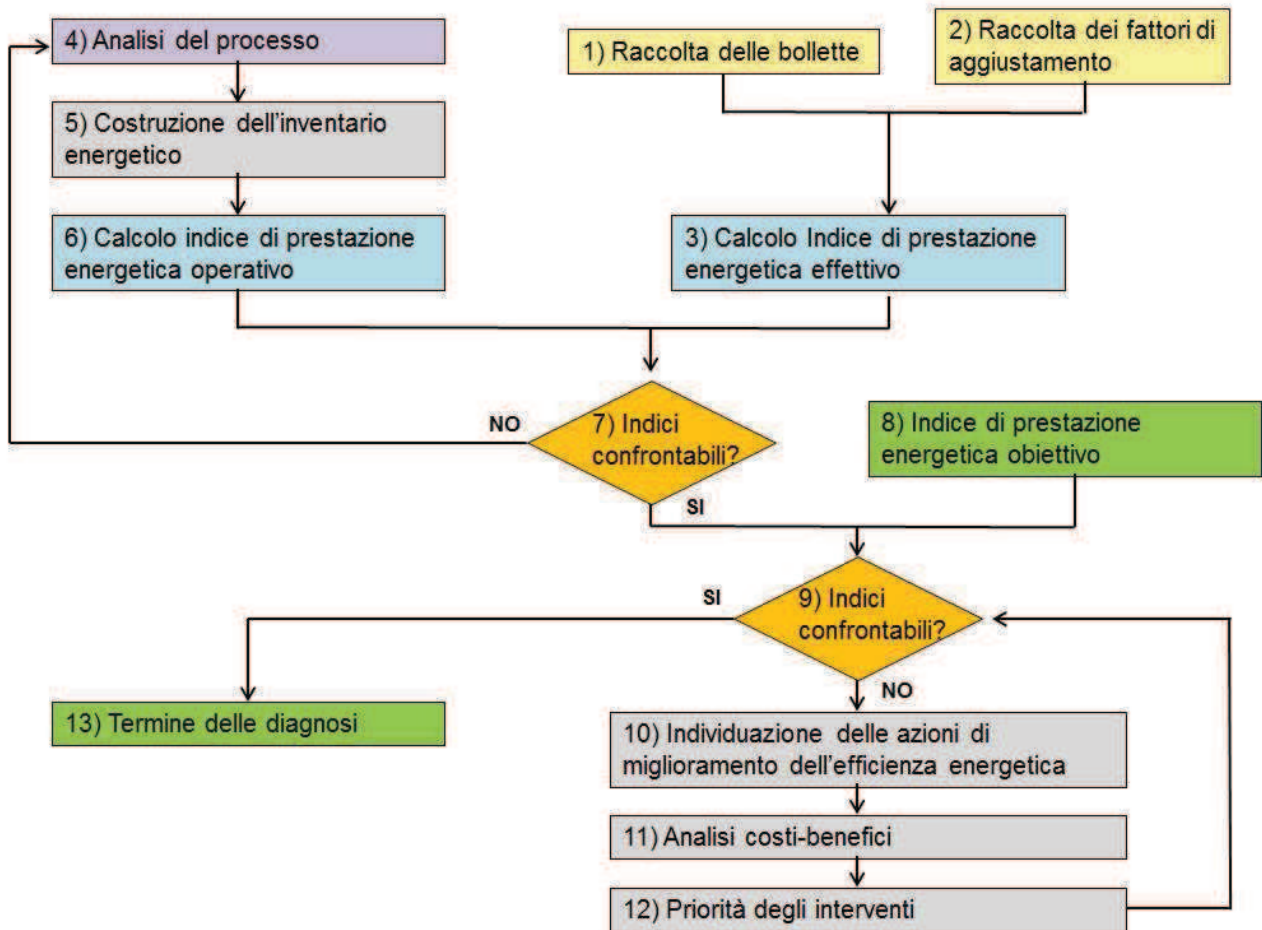 4) Analisi del processo
1) Raccolta delle bollette
2) Raccolta dei fattori di
aggiustamento
5) Costruzione dell'inventario
energetico
6) Calcolo indice di prestazione
energetica operativo
3) Calcolo Indice di prestazione
energetica effettivo
NO
7) Indici
confrontabili?
SI
8) Indice di prestazione
energetica obiettivo
SI
9) Indici
confrontabili?
NO
13) Termine delle diagnosi
10) Individuazione delle azioni di
miglioramento dell'efficienza energetica
11) Analisi costi-benefici
12) Priorità degli interventi